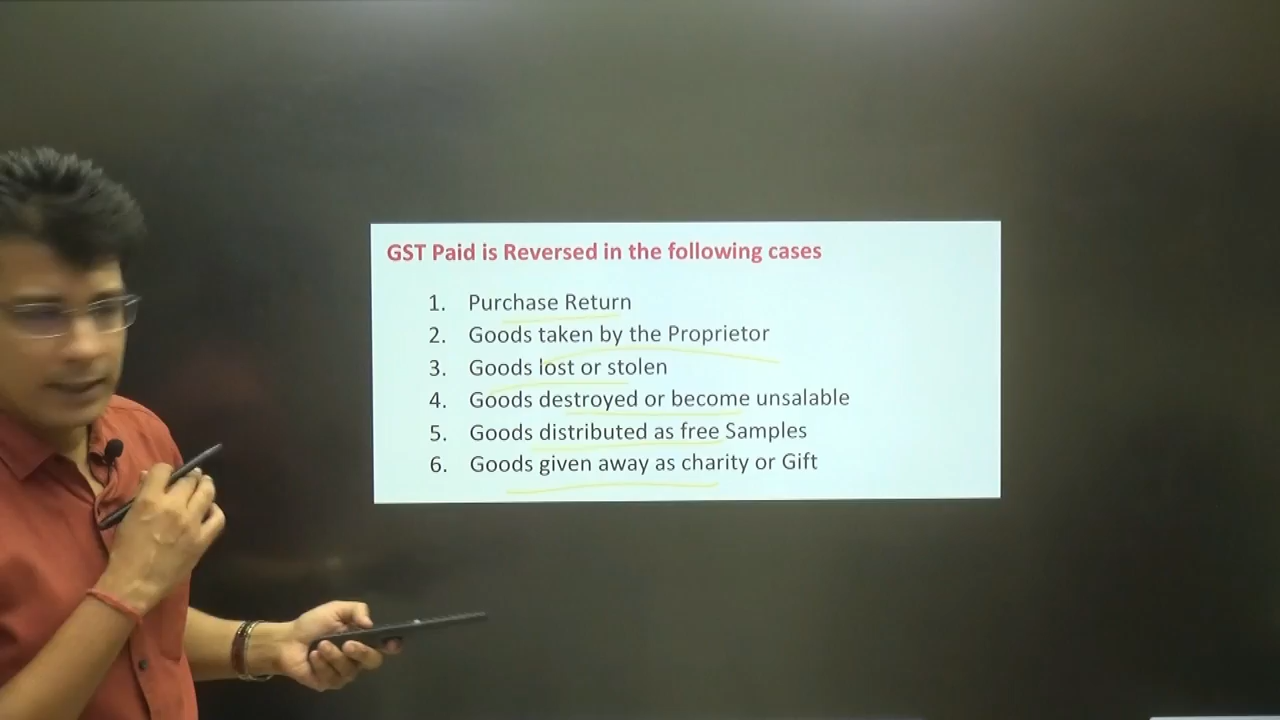 GST Paid is Reversed in the following cases
1. Purchase Return
2. Goods taken by the Proprietor
3. Goods lost or stolen
4. Goods destroyed or become unsalable
5. Goods distributed as free Samples
6. Goods given away as charity or Gift